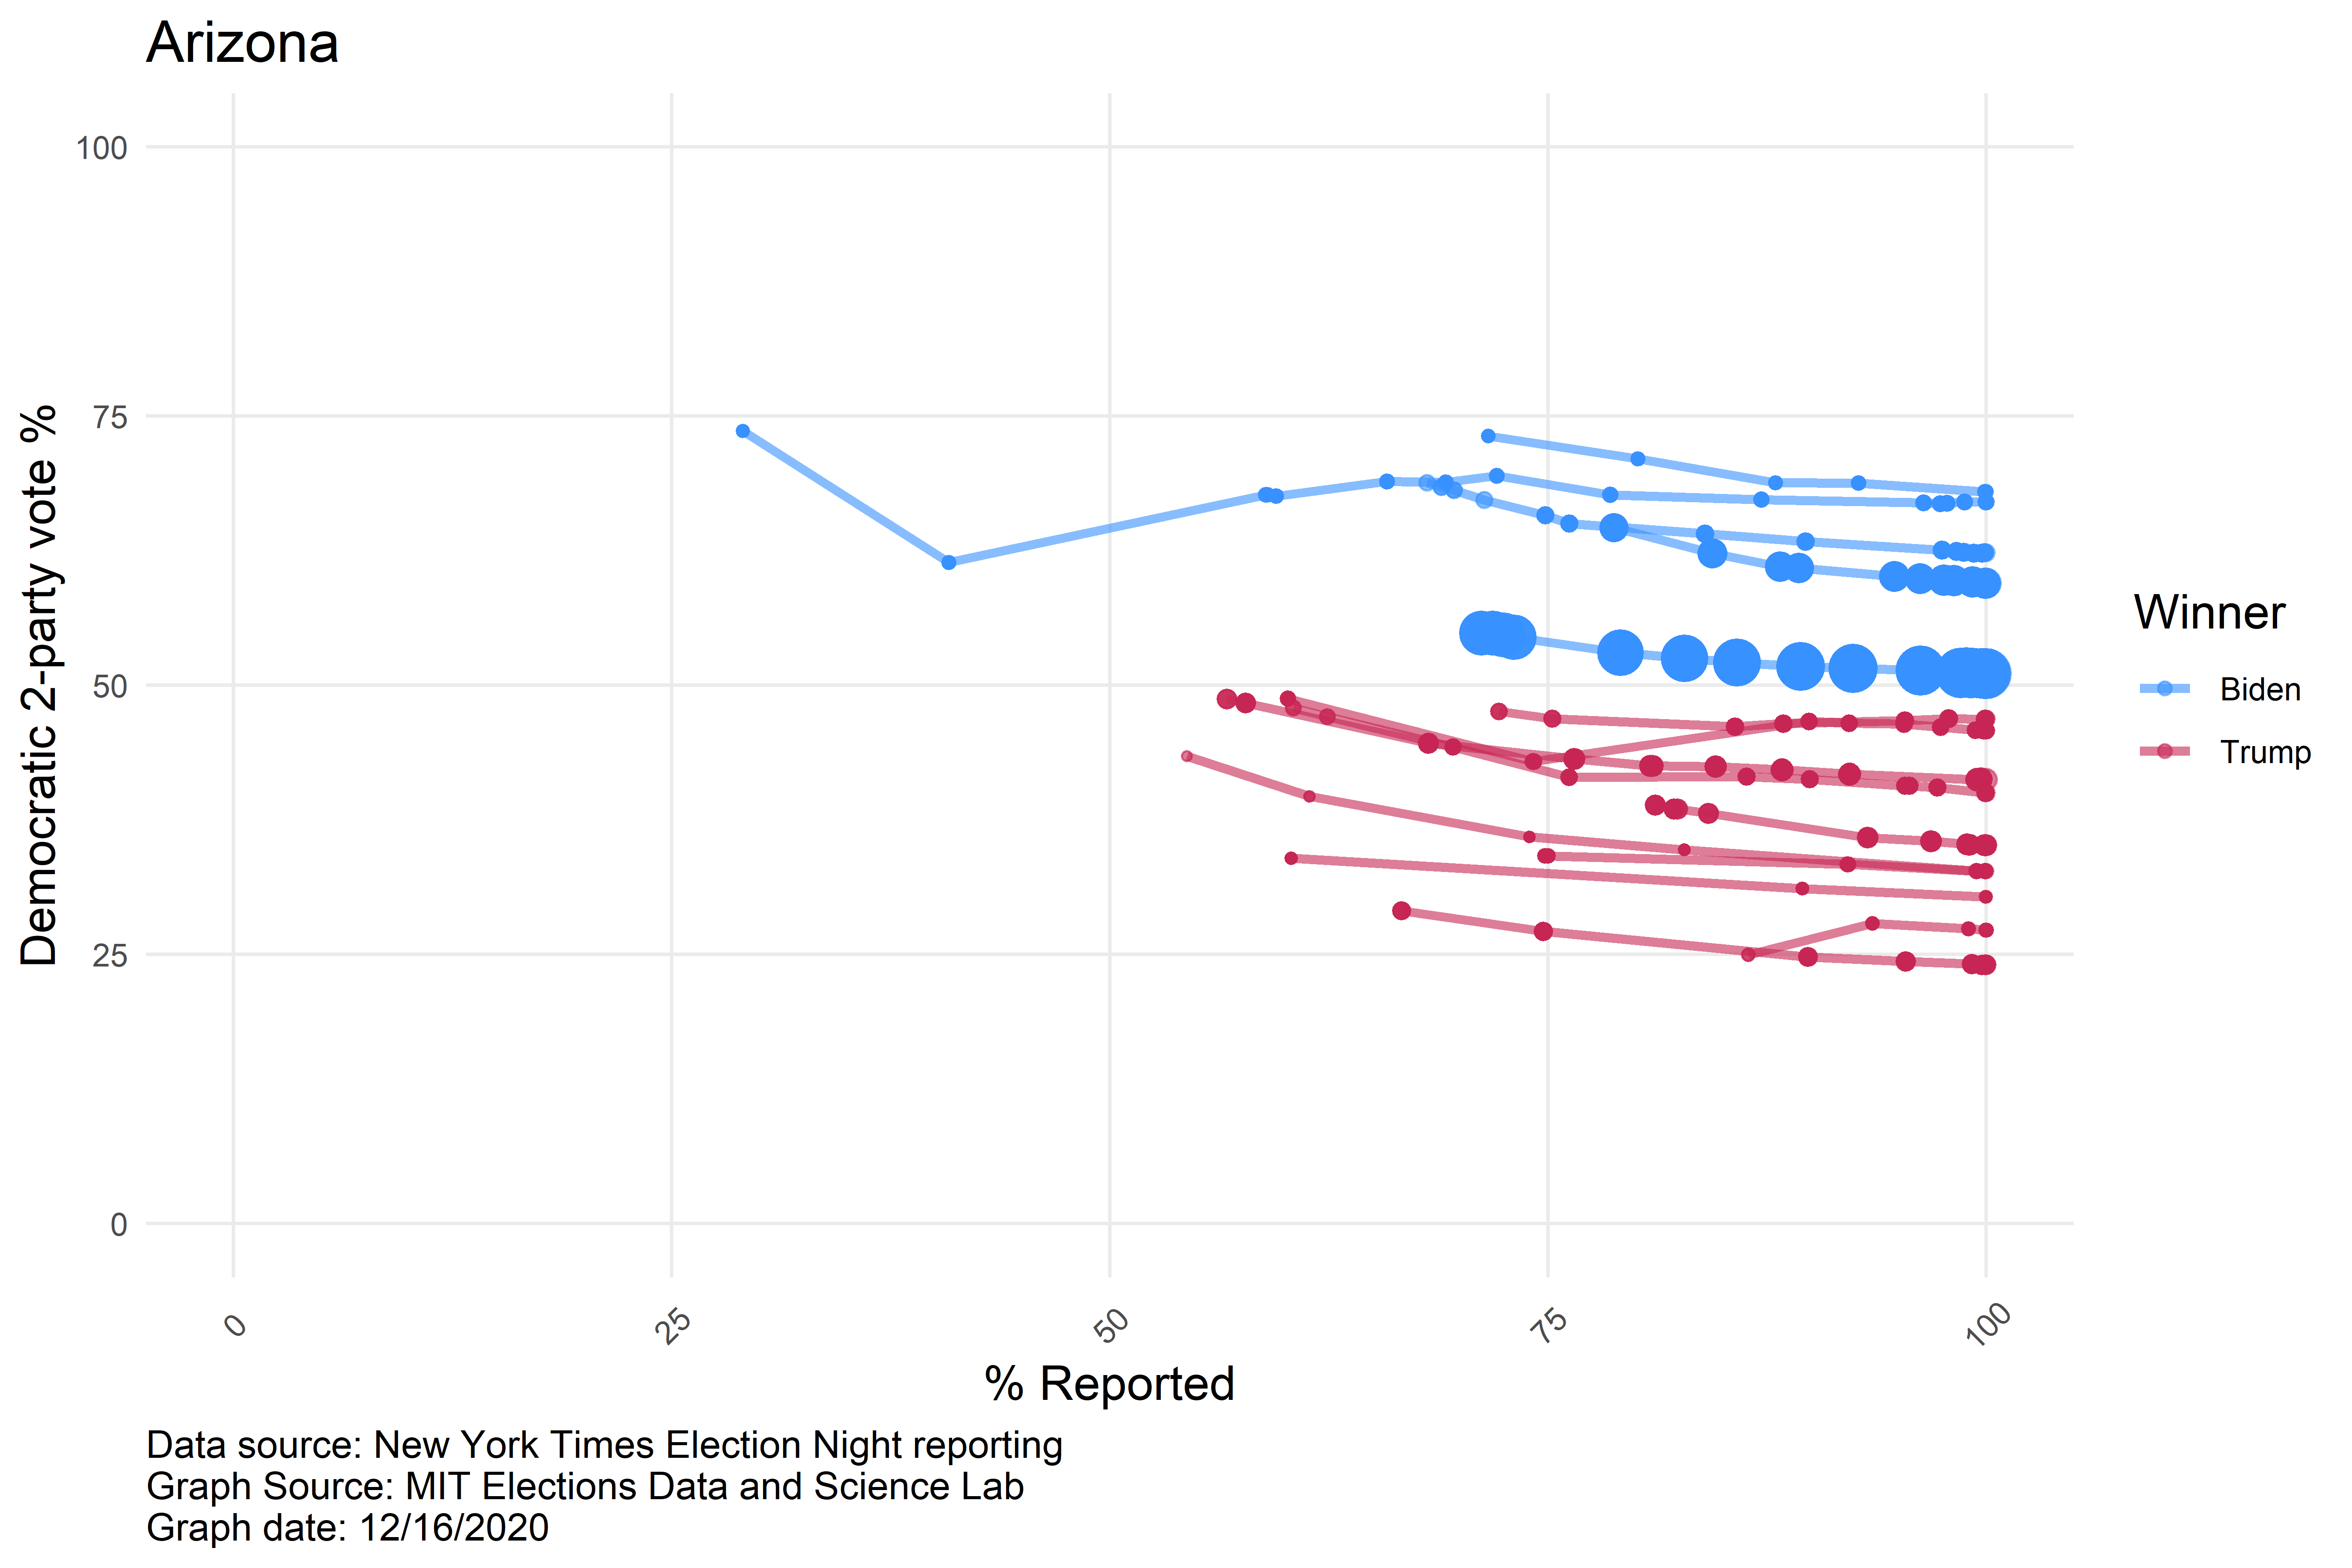 Arizona
100
75
50
25
0
Democratic 2-party vote %
0
25
50
75
100
% Reported
Winner
Biden
Trump
Data source: New York Times Election Night reporting
Graph Source: MIT Elections Data and Science Lab
Graph date: 12/16/2020